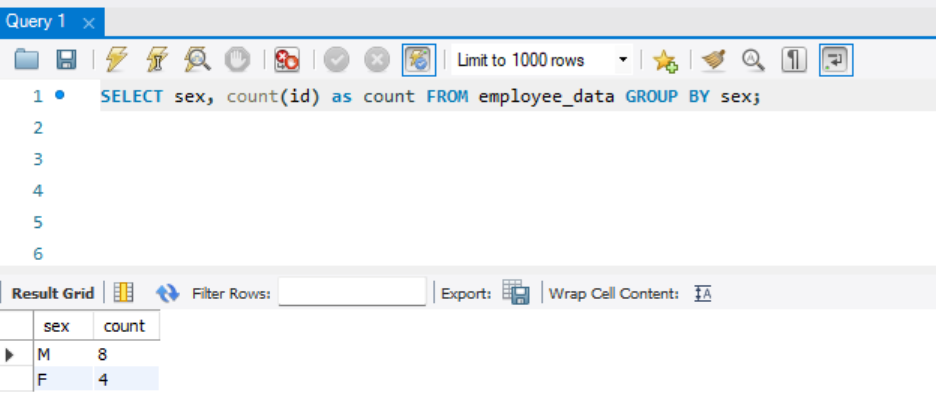 Query 1
Limit to 1000 rows
1 SELECT sex, count(id) as count FROM employee_data GROUP BY sex;
2
3
4
5
6
Result Grid Filter Rows: Export: Wrap Cell Content:
sex count
M 8
F 4